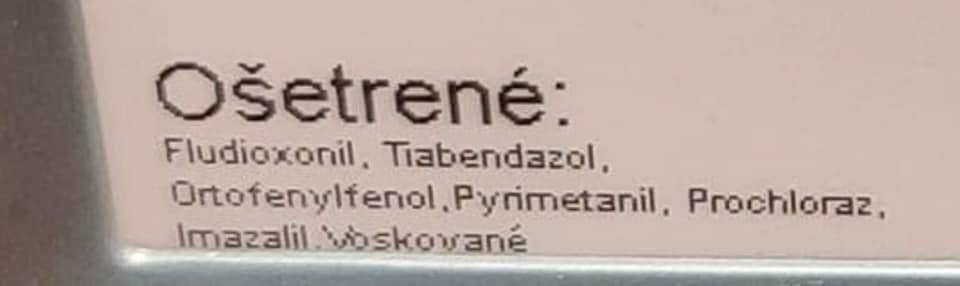 Ošetrené:
Fludioxonil, Tiabendazol,
Ortofenylfenol,Pyrimetanil, Prochloraz,
Imazalil,Voskované